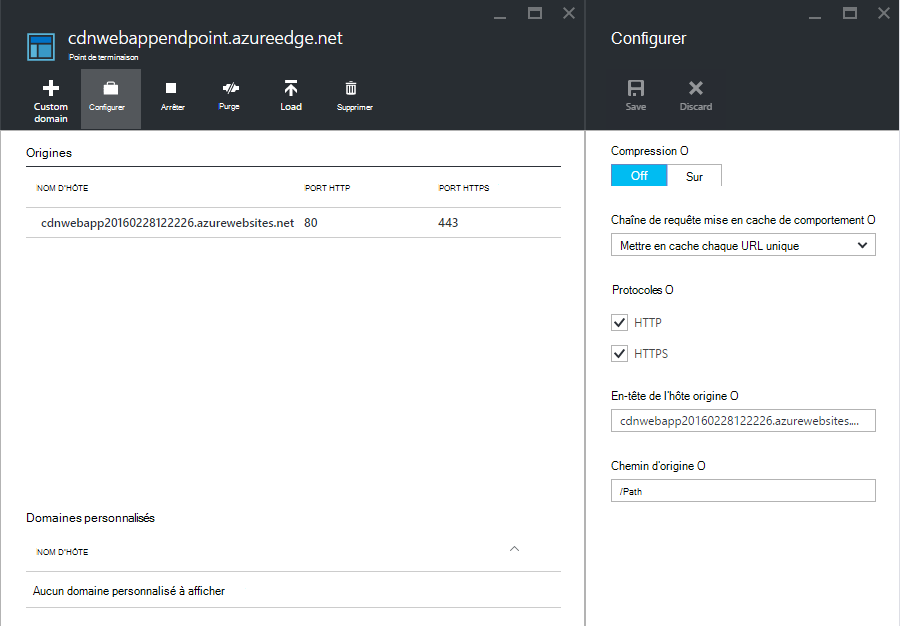 cdnwebappendpoint.azureedge.net
Point de terminaison
Custom domain
Configurer
Arrêter
Purge
Load
Supprimer
Origines
NOM D'HÔTE PORT HTTP PORT HTTPS
cdnwebapp20160228122226.azurewebsites.net 80 443
Domaines personnalisés
NOM D'HÔTE
Aucun domaine personnalisé à afficher
Configurer
Save Discard
Compression O
Off Sur
Chaîne de requête mise en cache de comportement O
Mettre en cache chaque URL unique
Protocoles O
HTTP
HTTPS
En-tête de l'hôte origine O
cdnwebapp20160228122226.azurewebsites....
Chemin d'origine O
/Path